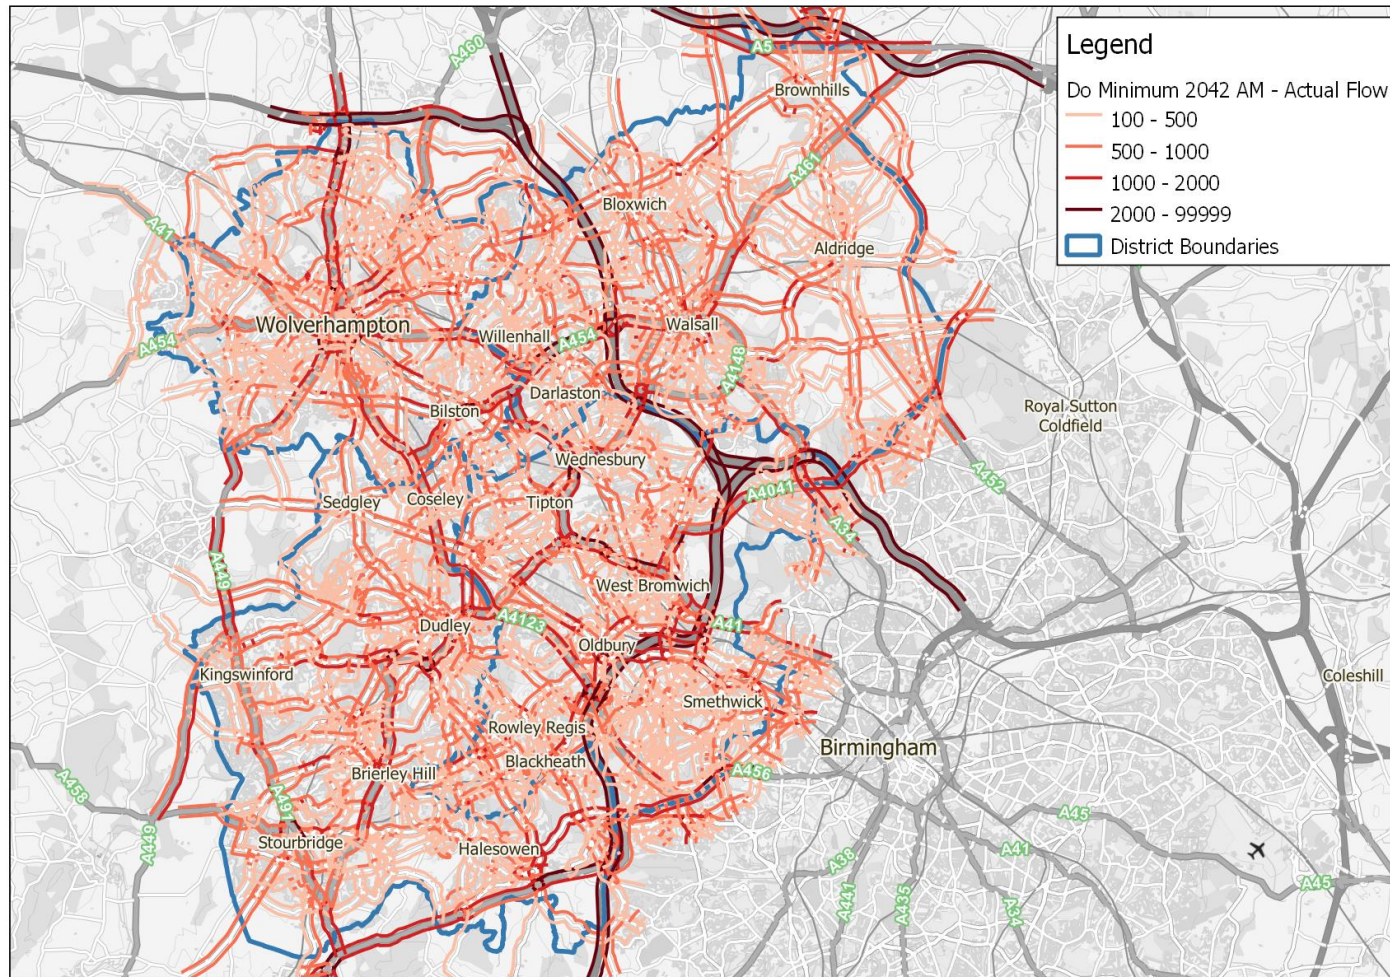 A460
A5
Legend
Do Minimum 2042 AM - Actual Flow
100 - 500
500 - 1000
1000 - 2000
2000 - 99999
District Boundaries
Brownhills
A461
Bloxwich
A41
Aldridge
Wolverhampton
Willenhall
A454
Walsall
A454
A4148
Darlaston
Bilston
Royal Sutton
Coldfield
Wednesbury
A452
Sedgley
Coseley
Tipton
A4041
A34
A449
West Bromwich
Dudley
A4123
A41
Oldbury
Kingswinford
Coleshill
Smethwick
Rowley Regis
Birmingham
Blackheath
Brierley Hill
A456
A458
A491
A45
Stourbridge
Halesowen
A449
A38
A41
A441
A435
A34
A45